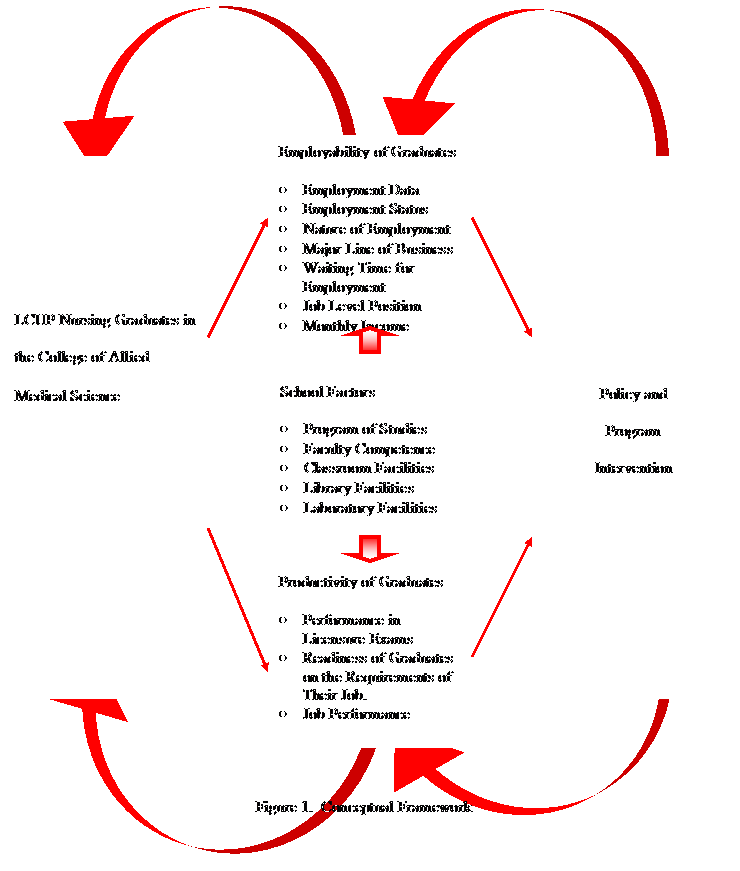 Employability of Graduates
o Employment Data
o Employment Status
o Nature of Employment
o Major Line of Business
o Waiting Time for
Employment
o Job Level Position
o Monthly Income
LCUP Nursing Graduates in
the College of Allied
Medical Science
School Factors
o Program of Studies
o Faculty Competence
o Classroom Facilities
o Library Facilities
o Laboratory Facilities
Policy and
Program
Intervention
Productivity of Graduates
o Performance in
Licensure Exams
o Readiness of Graduates
on the Requirements of
Their Job.
o Job Performance
Figure 1. Conceptual Framework